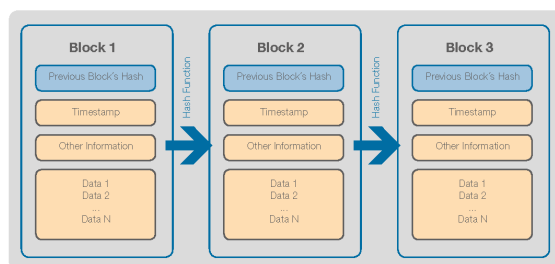 Block 1
Previous Block's Hash
Timestamp
Other Information
Data 1
Data 2
...
Data N
Hash Function
Block 2
Previous Block's Hash
Timestamp
Other Information
Data 1
Data 2
...
Data N
Hash Function
Block 3
Previous Block's Hash
Timestamp
Other Information
Data 1
Data 2
...
Data N